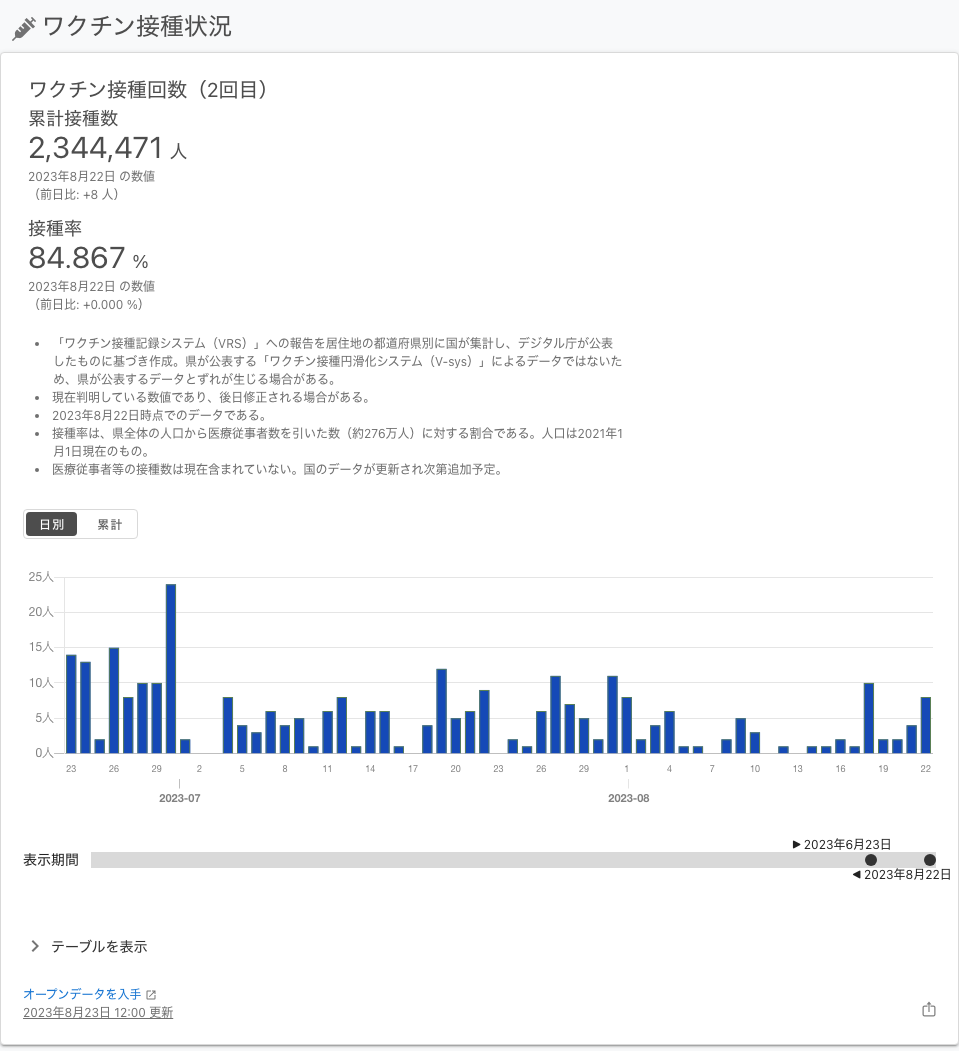 ワクチン接種状況
ワクチン接種回数（2回目）
累計接種数
2,344,471 人
2023年8月22日 の数値
（前日比: +8 人）
接種率
84.867 %
2023年8月22日 の数値
（前日比: +0.000 %）
• 「ワクチン接種記録システム（VRS）」への報告を居住地の都道府県別に国が集計し、デジタル庁が公表
したものに基づき作成。県が公表する「ワクチン接種円滑化システム（V-sys）」によるデータではないた
め、県が公表するデータとずれが生じる場合がある。
• 現在判明している数値であり、後日修正される場合がある。
• 2023年8月22日時点でのデータである。
• 接種率は、県全体の人口から医療従事者数を引いた数（約276万人）に対する割合である。人口は2021年1
月1日現在のもの。
• 医療従事者等の接種数は現在含まれていない。国のデータが更新され次第追加予定。
日別 累計
25人
20人
15人
10人
5人
0人
23 26 29 2 5 8 11 14 17 20 23 26 29 1 4 7 10 13 16 19 22
2023-07 2023-08
▶ 2023年6月23日
表示期間
◀ 2023年8月22日
テーブルを表示
オープンデータを入手
2023年8月23日 12:00 更新